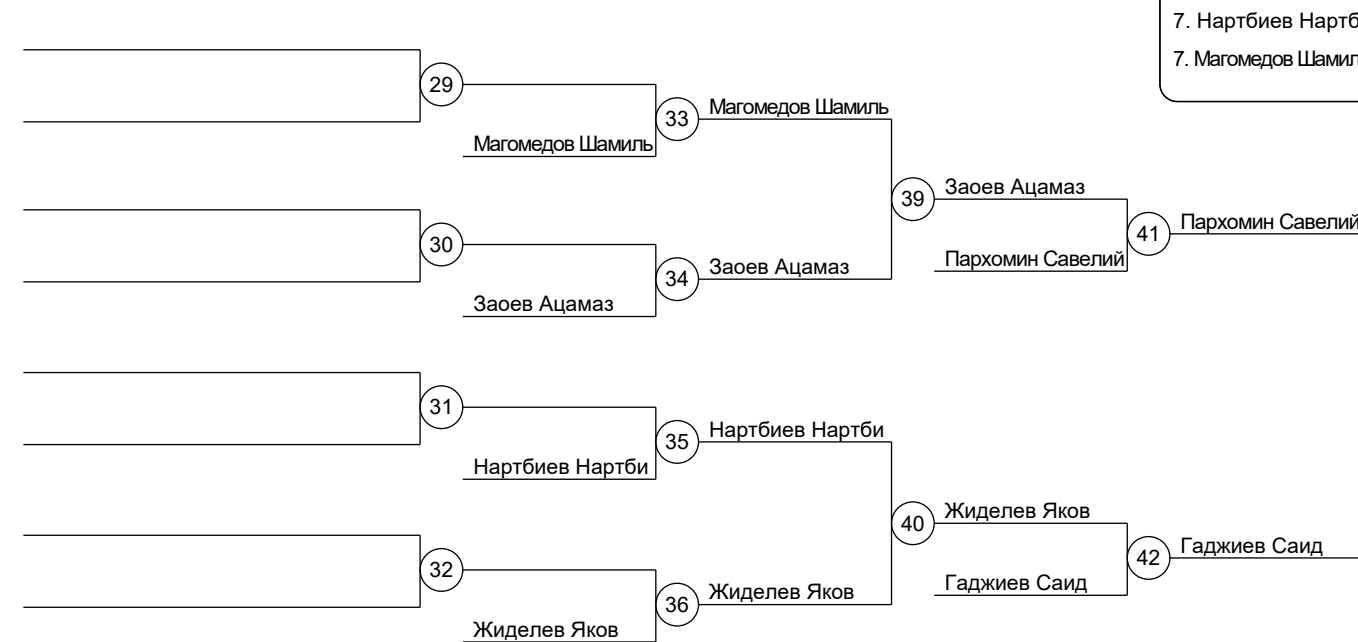 7. Нартбиев Нартб
7. Магомедов Шамил
29
33
Магомедов Шамиль
Магомедов Шамиль
39
Заоев Ацамаз
30
41
Пархомин Савелий
Пархомин Савелий
34
Заоев Ацамаз
Заоев Ацамаз
31
35
Нартбиев Нартби
Нартбиев Нартби
40
Жиделев Яков
32
42
Гаджиев Саид
Гаджиев Саид
36
Жиделев Яков
Жиделев Яков